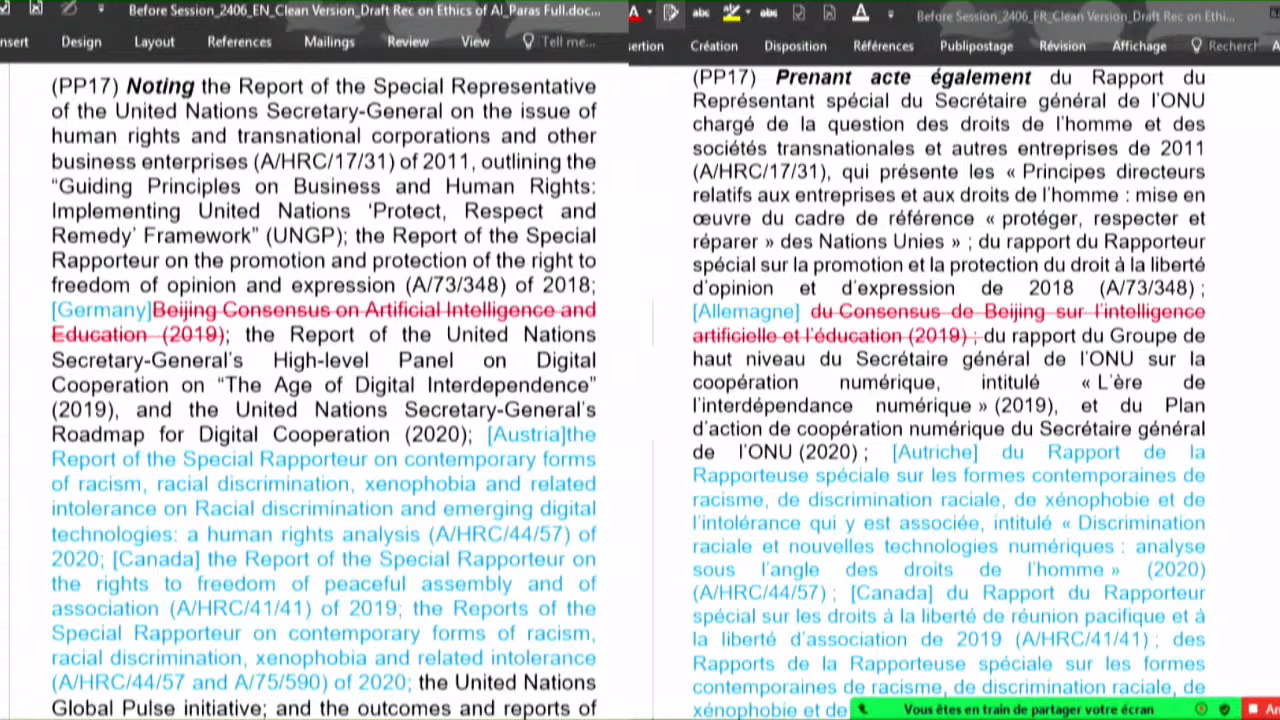 Before Session_2406_EN_Clean Version_Draft Rec on Ethics of AI_Paras Full.doc...
nsert Design Layout References Mailings Review View Tell me...
(PP17) Noting the Report of the Special Representative
of the United Nations Secretary-General on the issue of
human rights and transnational corporations and other
business enterprises (A/HRC/17/31) of 2011, outlining the
“Guiding Principles on Business and Human Rights:
Implementing United Nations ‘Protect, Respect and
Remedy’ Framework” (UNGP); the Report of the Special
Rapporteur on the promotion and protection of the right to
freedom of opinion and expression (A/73/348) of 2018;
[Germany]Beijing Consensus on Artificial Intelligence and
Education (2019); the Report of the United Nations
Secretary-General’s High-level Panel on Digital
Cooperation on “The Age of Digital Interdependence”
(2019), and the United Nations Secretary-General’s
Roadmap for Digital Cooperation (2020); [Austria]the
Report of the Special Rapporteur on contemporary forms
of racism, racial discrimination, xenophobia and related
intolerance on Racial discrimination and emerging digital
technologies: a human rights analysis (A/HRC/44/57) of
2020; [Canada] the Report of the Special Rapporteur on
the rights to freedom of peaceful assembly and of
association (A/HRC/41/41) of 2019; the Reports of the
Special Rapporteur on contemporary forms of racism,
racial discrimination, xenophobia and related intolerance
(A/HRC/44/57 and A/75/590) of 2020; the United Nations
Global Pulse initiative; and the outcomes and reports of
Before Session_2406_FR_Clean Version_Draft Rec on Ethi...
sertion Création Disposition Références Publipostage Révision Affichage Recherch
(PP17) Prenant acte également du Rapport du
Représentant spécial du Secrétaire général de l’ONU
chargé de la question des droits de l’homme et des
sociétés transnationales et autres entreprises de 2011
(A/HRC/17/31), qui présente les « Principes directeurs
relatifs aux entreprises et aux droits de l’homme : mise en
œuvre du cadre de référence « protéger, respecter et
réparer » des Nations Unies » ; du rapport du Rapporteur
spécial sur la promotion et la protection du droit à la liberté
d’opinion et d’expression de 2018 (A/73/348) ;
[Allemagne] du Consensus de Beijing sur l’intelligence
artificielle et l’éducation (2019) ; du rapport du Groupe de
haut niveau du Secrétaire général de l’ONU sur la
coopération numérique, intitulé « L’ère de
l’interdépendance numérique » (2019), et du Plan
d’action de coopération numérique du Secrétaire général
de l’ONU (2020) ; [Autriche] du Rapport de la
Rapporteuse spéciale sur les formes contemporaines de
racisme, de discrimination raciale, de xénophobie et de
l’intolérance qui y est associée, intitulé « Discrimination
raciale et nouvelles technologies numériques : analyse
sous l’angle des droits de l’homme » (2020)
(A/HRC/44/57) ; [Canada] du Rapport du Rapporteur
spécial sur les droits à la liberté de réunion pacifique et à
la liberté d’association de 2019 (A/HRC/41/41) ; des
Rapports de la Rapporteuse spéciale sur les formes
contemporaines de racisme, de discrimination raciale, de
xénophobie et de
Vous êtes en train de partager votre écran